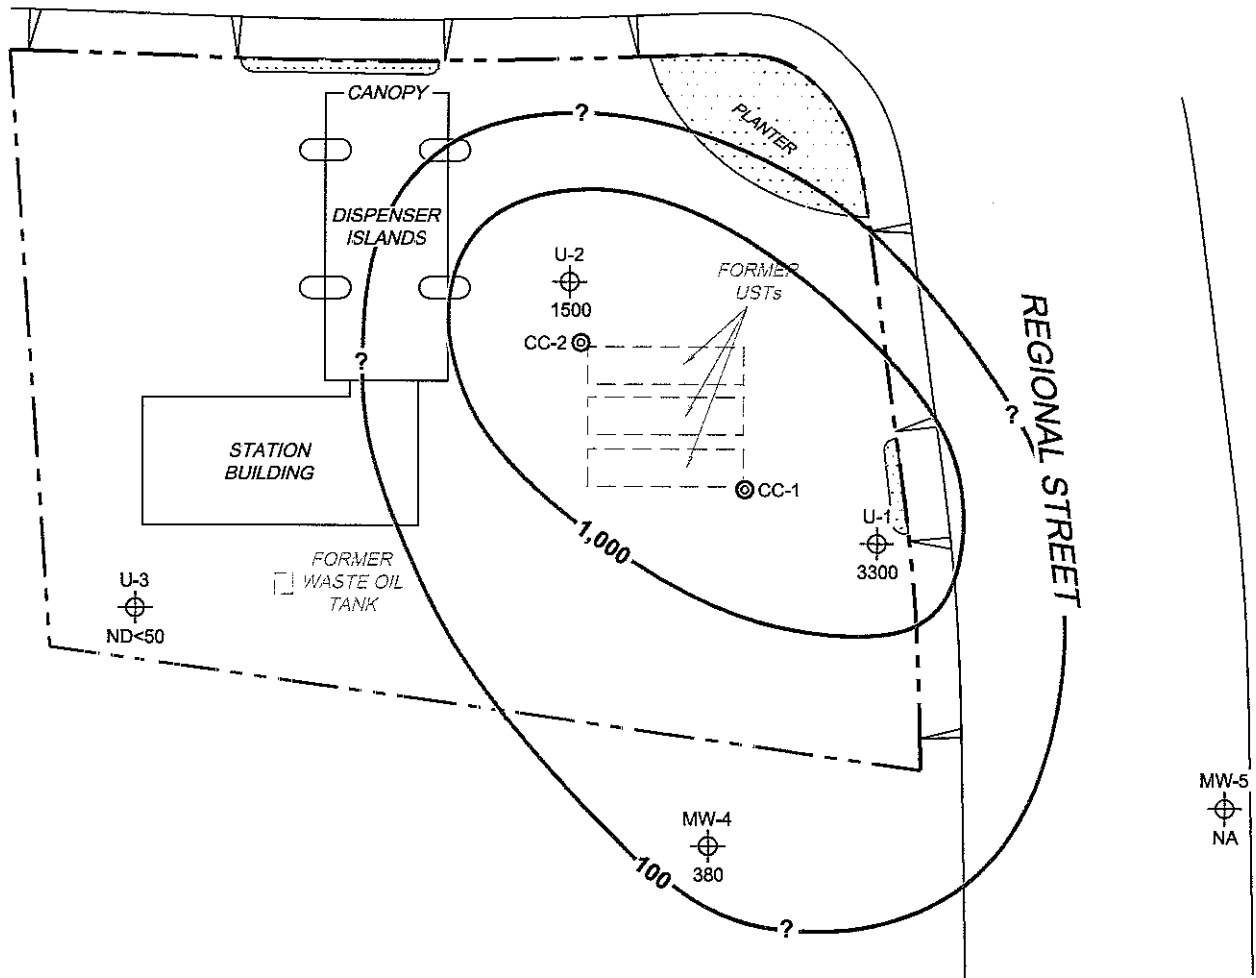 CANOPY
?
PLANTER
DISPENSER
ISLANDS
U-2
1500
FORMER
USTs
CC-2
?
REGIONAL STREET
?
STATION
BUILDING
CC-1
1,000
U-1
3300
FORMER
WASTE OIL
TANK
U-3
ND<50
MW-5
NA
MW-4
380
100
?